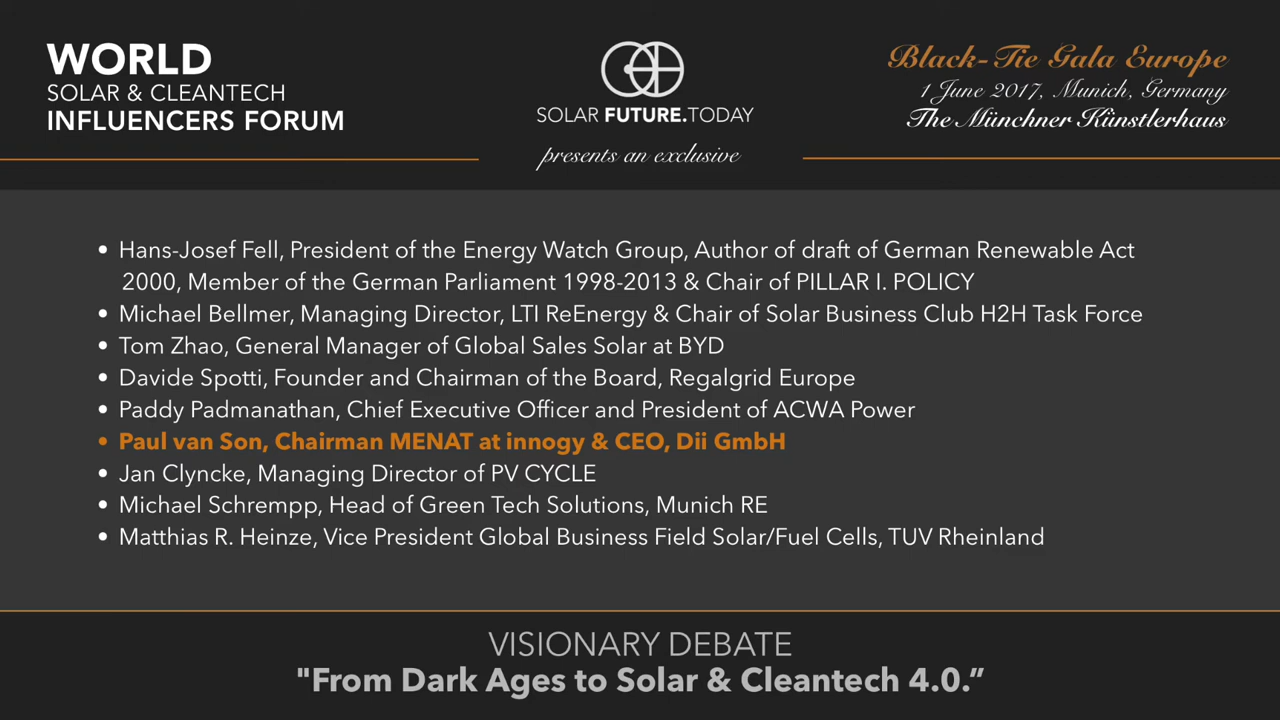 WORLD
SOLAR & CLEANTECH
INFLUENCERS FORUM
SOLAR FUTURE.TODAY
presents an exclusive
Black-Tie Gala Europe
1 June 2017, Munich, Germany
The Münchner Künstlerhaus
• Hans-Josef Fell, President of the Energy Watch Group, Author of draft of German Renewable Act
2000, Member of the German Parliament 1998-2013 & Chair of PILLAR I. POLICY
• Michael Bellmer, Managing Director, LTI ReEnergy & Chair of Solar Business Club H2H Task Force
• Tom Zhao, General Manager of Global Sales Solar at BYD
• Davide Spotti, Founder and Chairman of the Board, Regalgrid Europe
• Paddy Padmanathan, Chief Executive Officer and President of ACWA Power
• Paul van Son, Chairman MENAT at innogy & CEO, Dii GmbH
• Jan Clyncke, Managing Director of PV CYCLE
• Michael Schrempp, Head of Green Tech Solutions, Munich RE
• Matthias R. Heinze, Vice President Global Business Field Solar/Fuel Cells, TUV Rheinland
VISIONARY DEBATE
"From Dark Ages to Solar & Cleantech 4.0.”